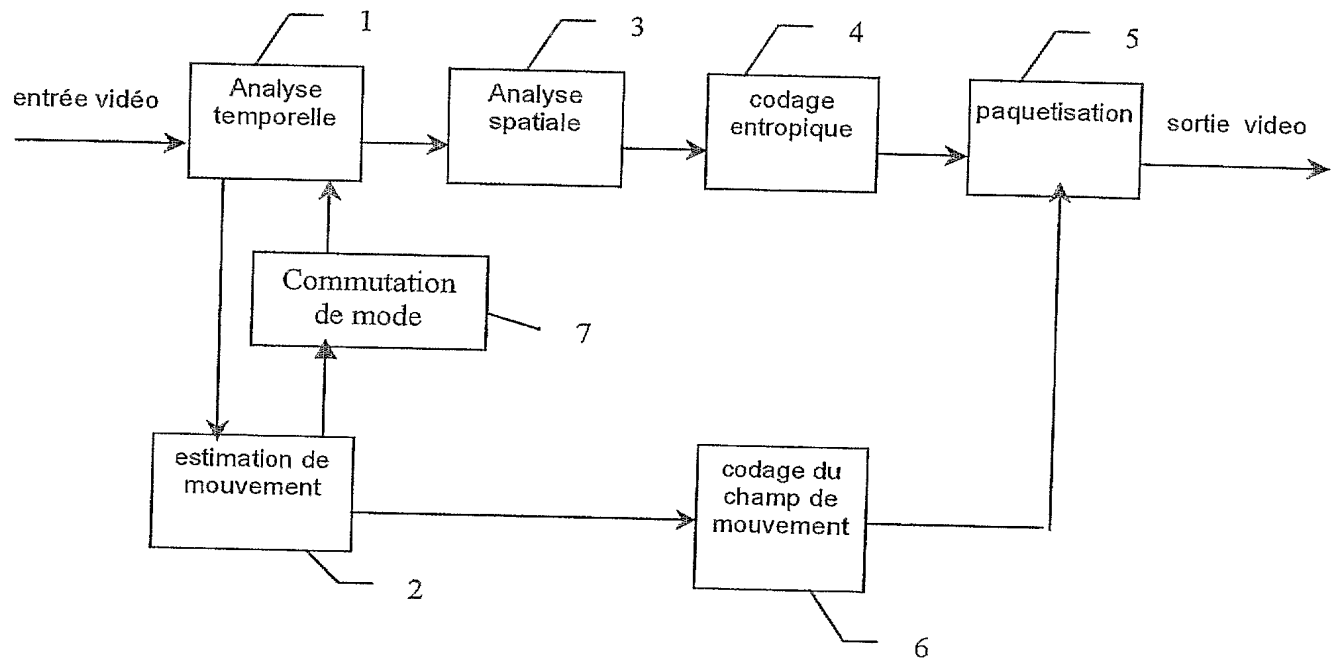 1
3
4
5
entrée vidéo
Analyse
temporelle
Analyse
spatiale
codage
entropique
paquetisation
sortie video
Commutation
de mode
7
estimation de
mouvement
2
codage du
champ de
mouvement
6